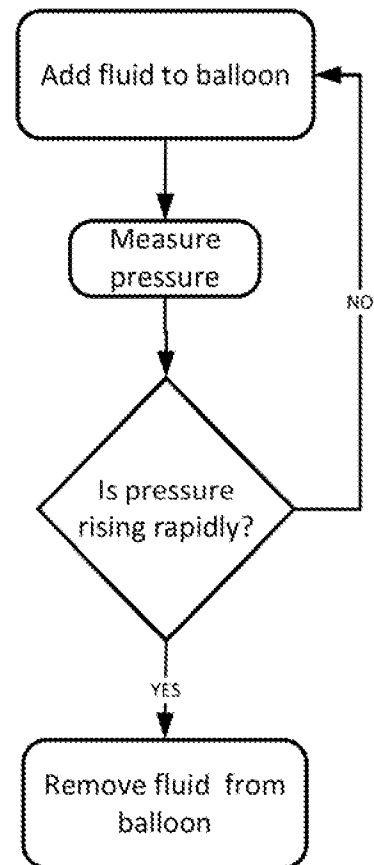 Add fluid to balloon
Measure
pressure
NO
Is pressure
rising rapidly?
YES
Remove fluid from
balloon